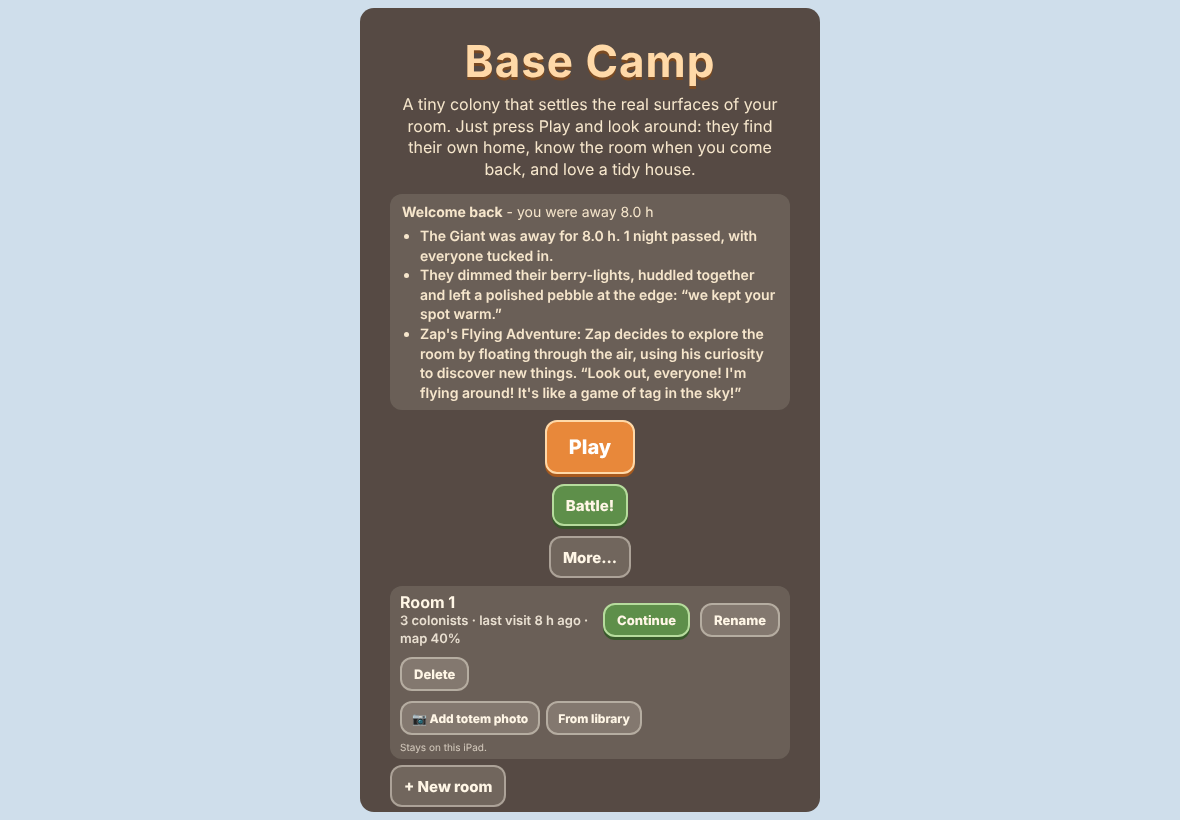 Base Camp
A tiny colony that settles the real surfaces of your
room. Just press Play and look around: they find
their own home, know the room when you come
back, and love a tidy house.
Welcome back - you were away 8.0 h
• The Giant was away for 8.0 h. 1 night passed, with
everyone tucked in.
• They dimmed their berry-lights, huddled together
and left a polished pebble at the edge: “we kept your
spot warm.”
• Zap's Flying Adventure: Zap decides to explore the
room by floating through the air, using his curiosity
to discover new things. “Look out, everyone! I'm
flying around! It's like a game of tag in the sky!”
Play
Battle!
More...
Room 1
3 colonists · last visit 8 h ago ·
map 40%
Continue
Rename
Delete
📷 Add totem photo
From library
Stays on this iPad.
+ New room